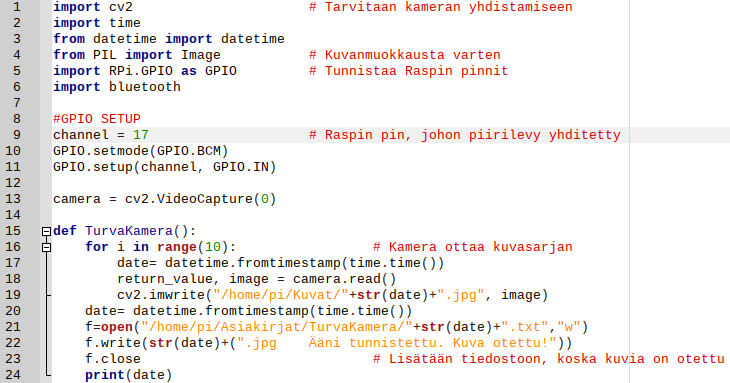 1 import cv2 # Tarvitaan kameran yhdistamiseen
2 import time
3 from datetime import datetime
4 from PIL import Image # Kuvanmuokkausta varten
5 import RPi.GPIO as GPIO # Tunnistaa Raspin pinnit
6 import bluetooth
7
8 #GPIO SETUP
9 channel = 17 # Raspin pin, johon piirilevy yhditetty
10 GPIO.setmode(GPIO.BCM)
11 GPIO.setup(channel, GPIO.IN)
12
13 camera = cv2.VideoCapture(0)
14
15 def TurvaKamera():
16 for i in range(10): # Kamera ottaa kuvasarjan
17 date= datetime.fromtimestamp(time.time())
18 return_value, image = camera.read()
19 cv2.imwrite("/home/pi/Kuvat/"+str(date)+".jpg", image)
20 date= datetime.fromtimestamp(time.time())
21 f=open("/home/pi/Asiakirjat/TurvaKamera/"+str(date)+".txt","w")
22 f.write(str(date)+(".jpg    Ääni tunnistettu. Kuva otettu!"))
23 f.close # Lisätään tiedostoon, koska kuvia on otettu
24 print(date)